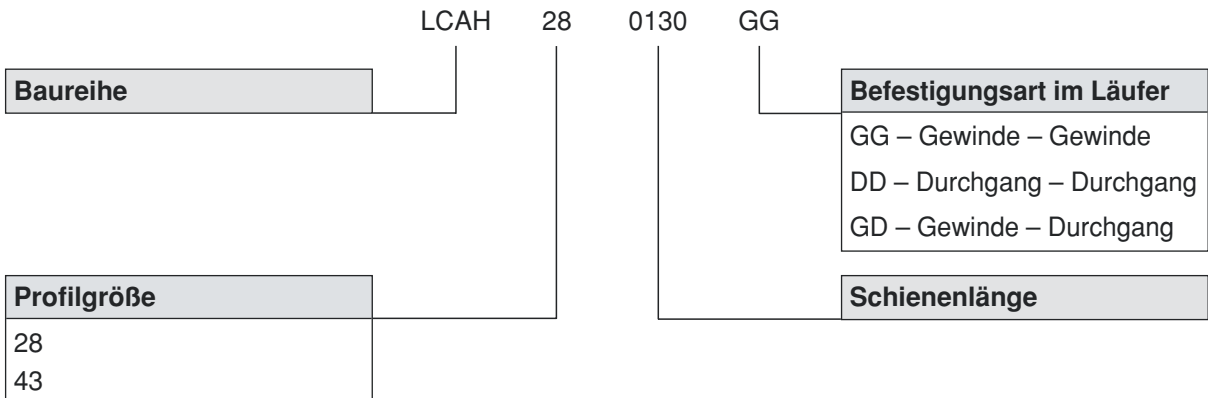 LCAH 28 0130 GG
Baureihe
Befestigungsart im Läufer
GG – Gewinde – Gewinde
DD – Durchgang – Durchgang
GD – Gewinde – Durchgang
Profilgröße
28
43
Schienenlänge